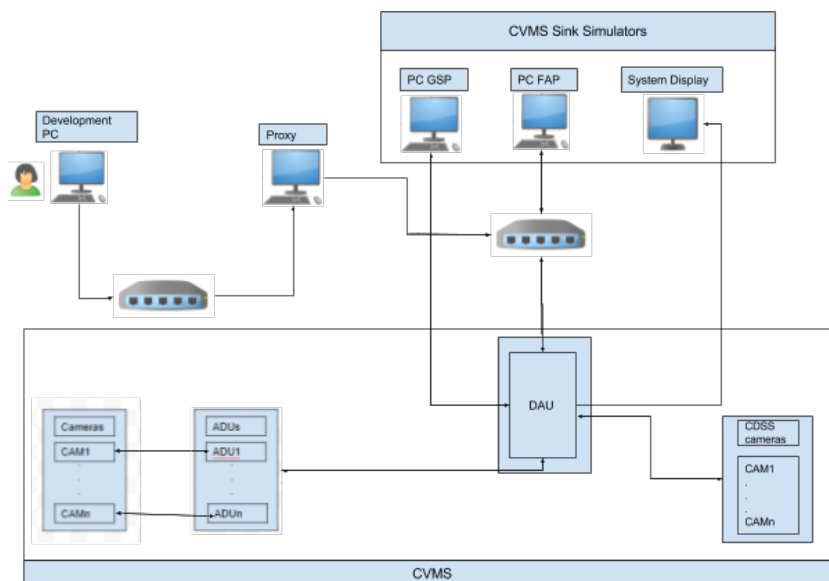 CVMS Sink Simulators
PC GSP
PC FAP
System Display
Development
PC
Proxy
DAU
Cameras
CAM1
.
.
.
CAMn
ADUs
ADU1
.
.
.
ADUn
CDSS
cameras
CAM1
.
.
.
CAMn
CVMS